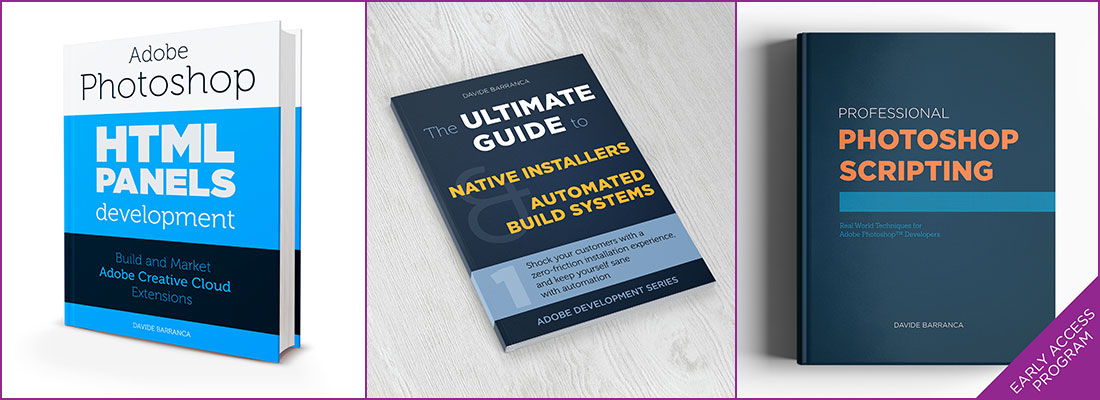 Adobe
Photoshop
HTML
PANELS
development
Build and Market
Adobe Creative Cloud
Extensions
DAVIDE BARRANCA
DAVIDE BARRANCA
The ULTIMATE
GUIDE to
&
NATIVE INSTALLERS
AUTOMATED
BUILD SYSTEMS
1
Shock your customers with a
zero-friction installation experience,
and keep yourself sane
with automation
ADOBE DEVELOPMENT SERIES
PROFESSIONAL
PHOTOSHOP
SCRIPTING
Real World Techniques for
Adobe Photoshop™ Developers
DAVIDE BARRANCA
EARLY ACCESS
PROGRAM